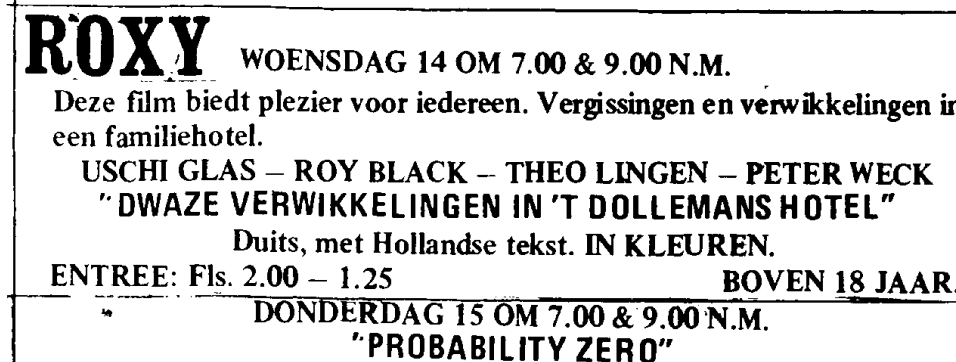 ROXY WOENSDAG 14 OM 7.00 & 9.00 N.M.
Deze film biedt plezier voor iedereen. Vergissingen en verwikkelingen in
een familiehotel.
USCHI GLAS – ROY BLACK – THEO LINGEN – PETER WECK
"DWAZE VERWIKKELINGEN IN 'T DOLLEMANS HOTEL"
Duits, met Hollandse tekst. IN KLEUREN.
ENTREE: Fls. 2.00 – 1.25 BOVEN 18 JAAR.
DONDERDAG 15 OM 7.00 & 9.00 N.M.
"PROBABILITY ZERO"